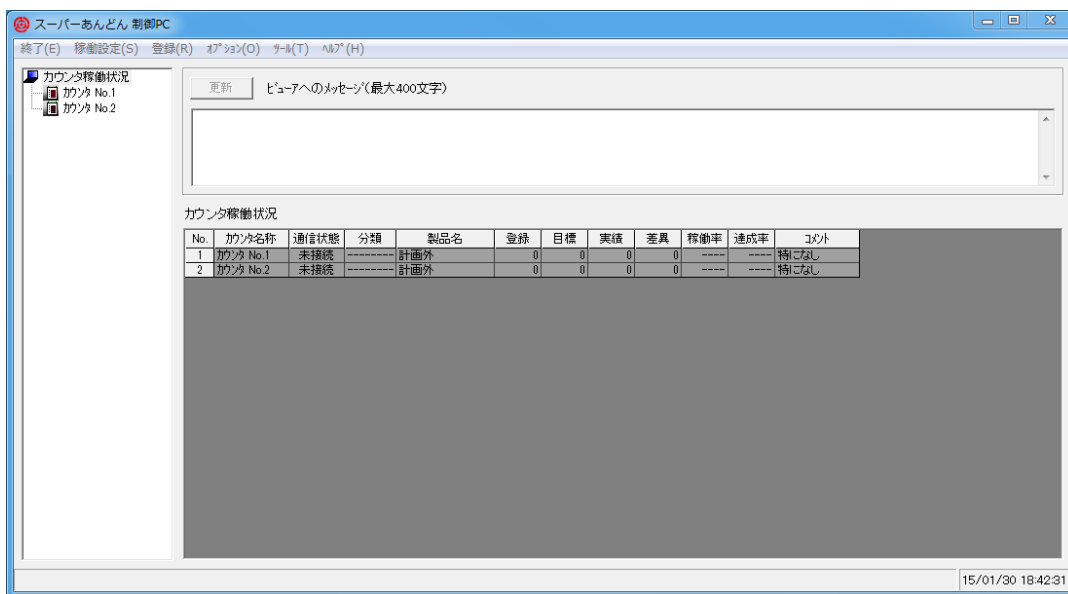 スーパーあんどん 制御PC
終了(E) 稼働設定(S) 登録(R) ｵﾌﾟｼｮﾝ(O) ﾂｰﾙ(T) ﾍﾙﾌﾟ(H)
カウンタ稼働状況
ｶｳﾝﾀ No.1
ｶｳﾝﾀ No.2
更新 ﾋﾞｭｰｱへのﾒｯｾｰｼﾞ(最大400文字)
カウンタ稼働状況
No. ｶｳﾝﾀ名称 通信状態 分類 製品名 登録 目標 実績 差異 稼働率 達成率 ｺﾒﾝﾄ
1 ｶｳﾝﾀ No.1 未接続 -------- 計画外 0 0 0 0 ---- ---- 特になし
2 ｶｳﾝﾀ No.2 未接続 -------- 計画外 0 0 0 0 ---- ---- 特になし
15/01/30 18:42:31